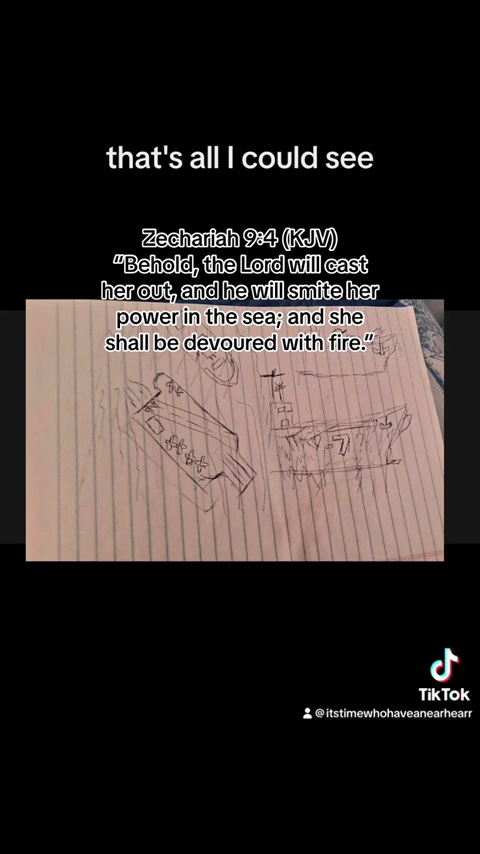 that's all I could see
Zechariah 9:4 (KJV)
“Behold, the Lord will cast
her out, and he will smite her
power in the sea; and she
shall be devoured with fire.”
7
TikTok
@itstimewhohaveanearhearr